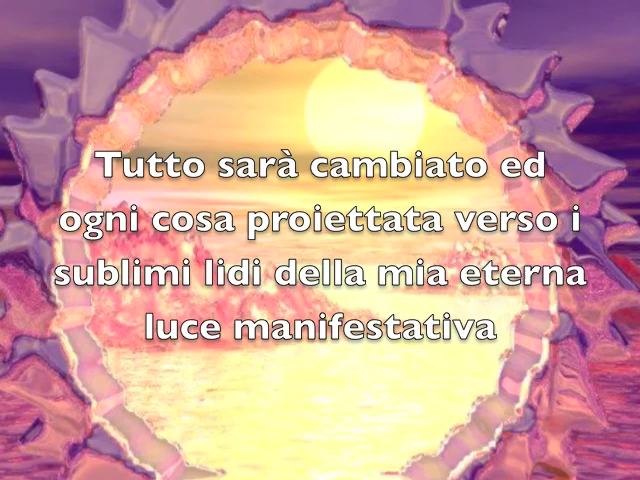 Tutto sarà cambiato ed
ogni cosa proiettata verso i
sublimi lidi della mia eterna
luce manifestativa